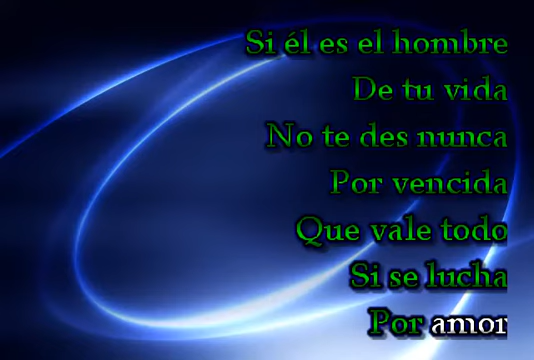 Si él es el hombre
De tu vida
No te des nunca
Por vencida
Que vale todo
Si se lucha
Por amor